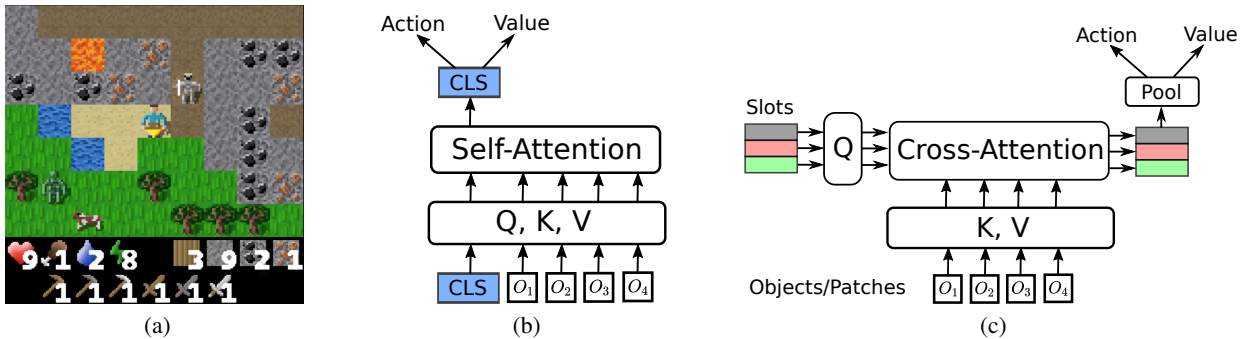 9 1 2 8 3 9 2 1
1 1 1 1 1 1
(a)
Action Value
CLS
Self-Attention
Q, K, V
CLS O₁ O₂ O₃ O₄
(b)
Action Value
Pool
Slots
Q Cross-Attention
K, V
Objects/Patches O₁ O₂ O₃ O₄
(c)